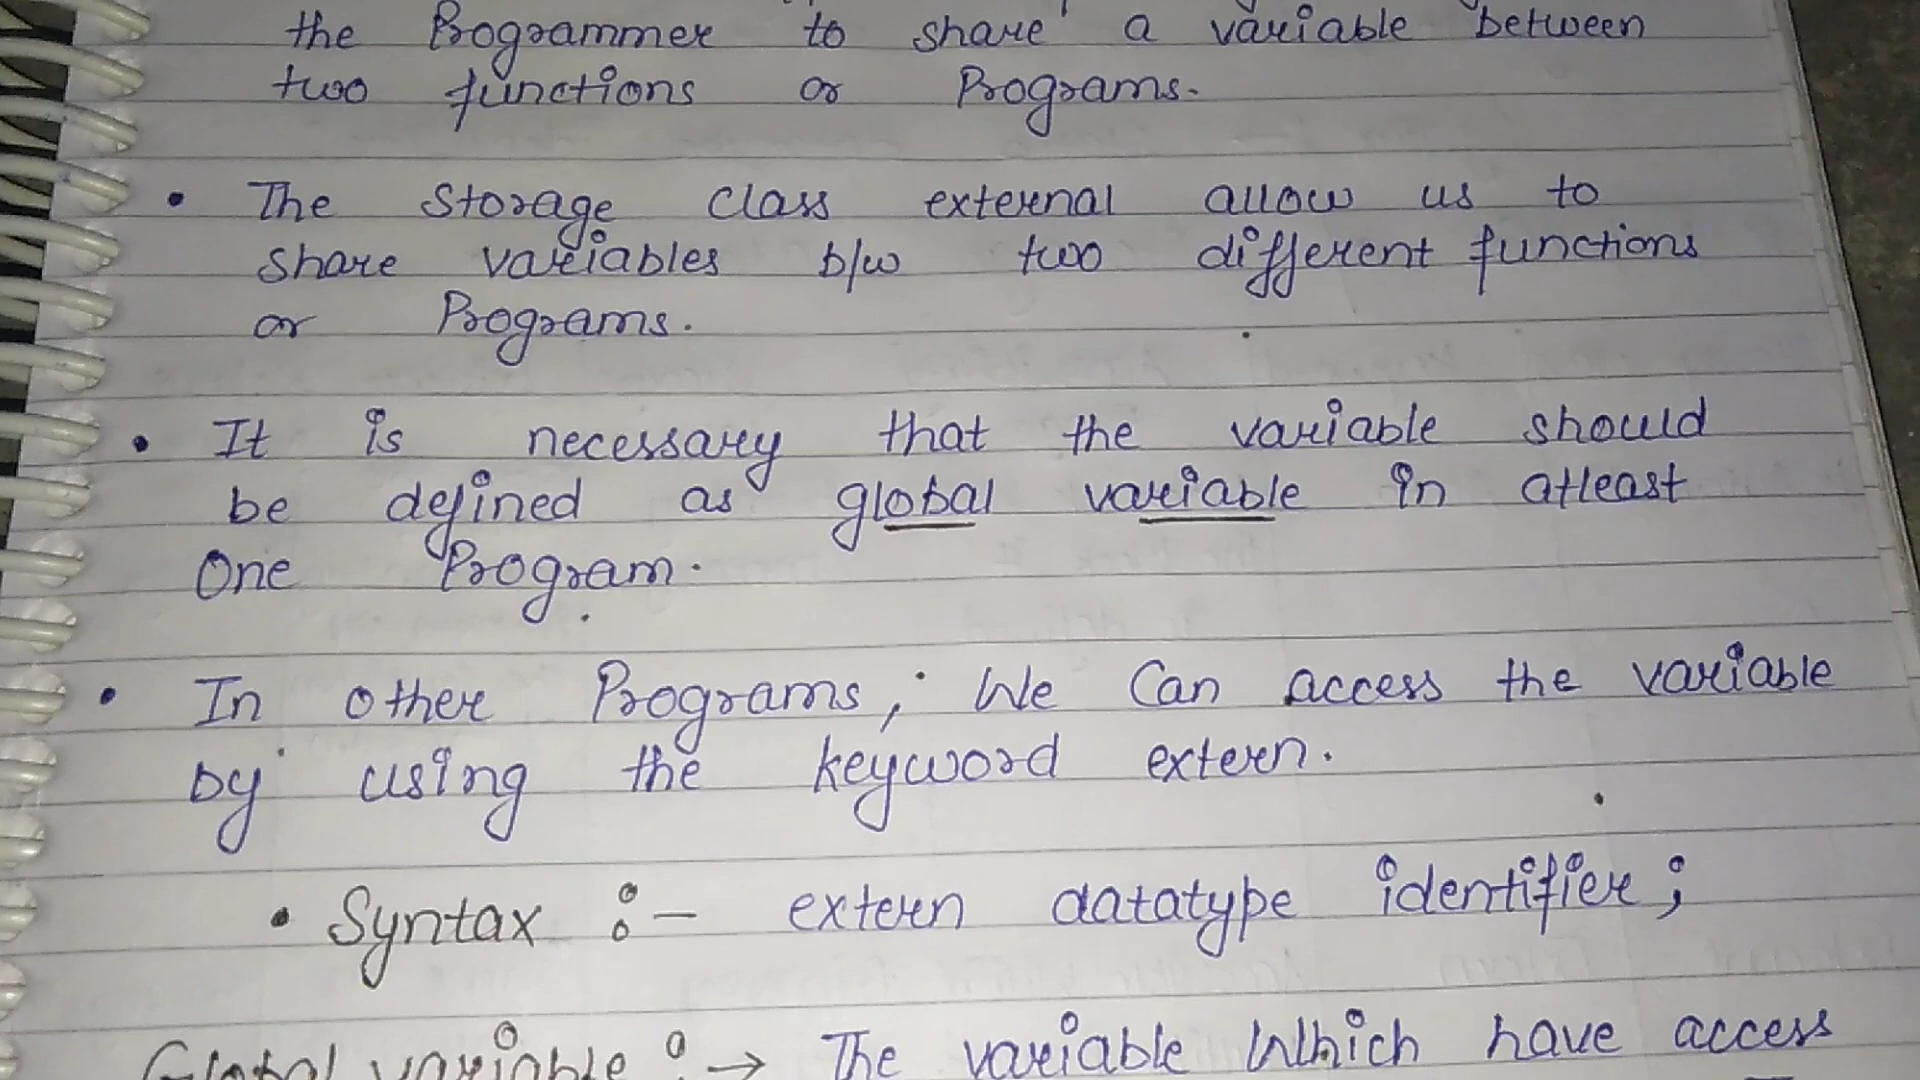 the Programmer to share a variable between
two functions or Programs.
• The Storage class external allow us to
share variables b/w two different functions
or Programs.
• It is necessary that the variable should
be defined as global variable in atleast
One Program.
• In other Programs, We Can access the variable
by using the keyword extern.
• Syntax :- extern datatype identifier;
Global variable : → The variable Which have access